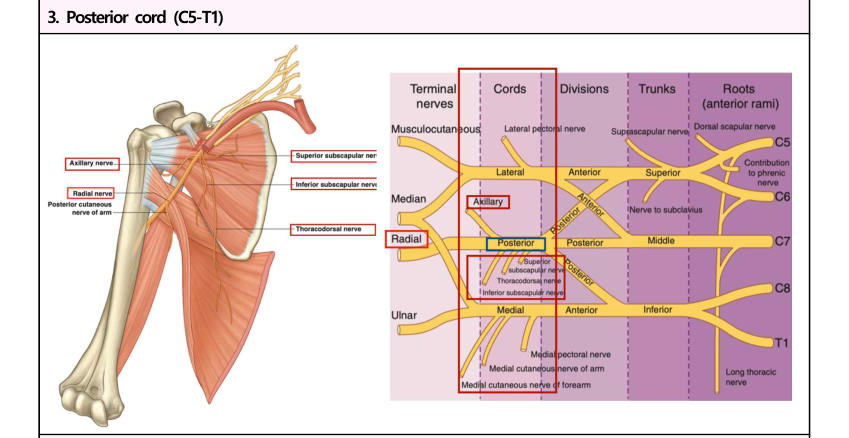 3. Posterior cord (C5-T1)
Axillary nerve
Radial nerve
Posterior cutaneous
nerve of arm
Superior subscapular ner
Inferior subscapular nerve
Thoracodorsal nerve
Terminal
nerves
Cords
Divisions
Trunks
Roots
(anterior rami)
Musculocutaneous
Lateral pectoral nerve
Suprascapular nerve
Dorsal scapular nerve
C5
Contribution
to phrenic
nerve
Lateral
Anterior
Superior
Median
Axillary
C6
Posterior
Anterior
Nerve to subclavius
Radial
Posterior
Posterior
Middle
C7
Superior
subscapular nerve
Thoracodorsal nerve
Inferior subscapular nerve
Posterior
C8
Ulnar
Medial
Anterior
Inferior
T1
Medial pectoral nerve
Medial cutaneous nerve of arm
Medial cutaneous nerve of forearm
Long thoracic
nerve